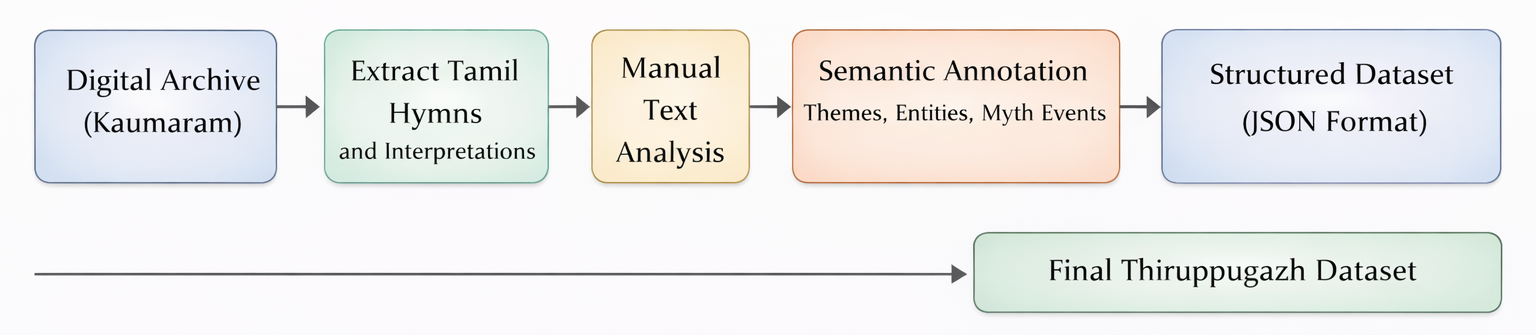 Digital Archive
(Kaumaram)
Extract Tamil
Hymns
and Interpretations
Manual
Text
Analysis
Semantic Annotation
Themes, Entities, Myth Events
Structured Dataset
(JSON Format)
Final Thiruppugazh Dataset